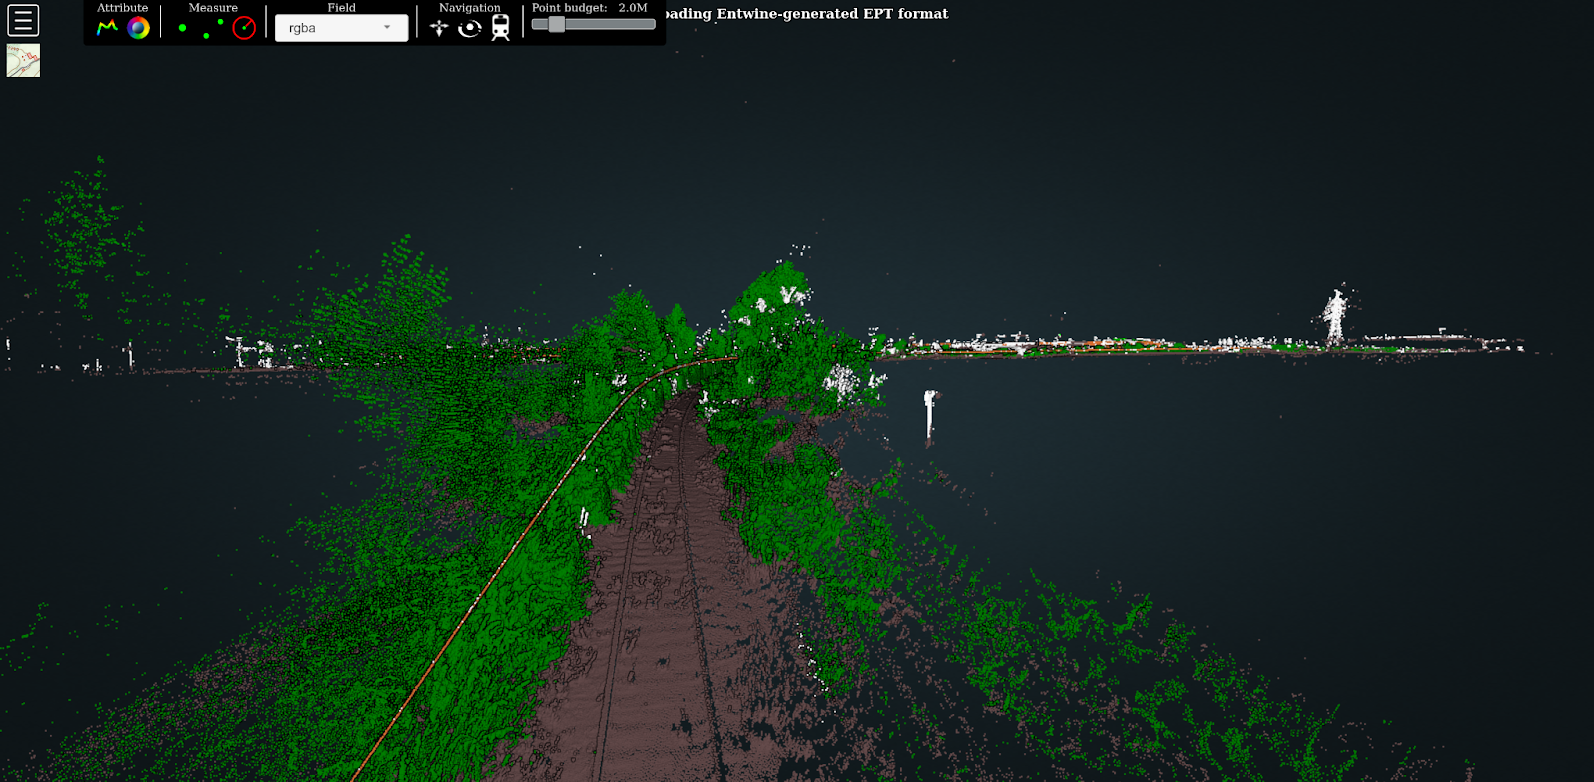 Attribute
Measure
Field
Navigation
Point budget: 2.0M
rgba
ading Entwine-generated EPT format